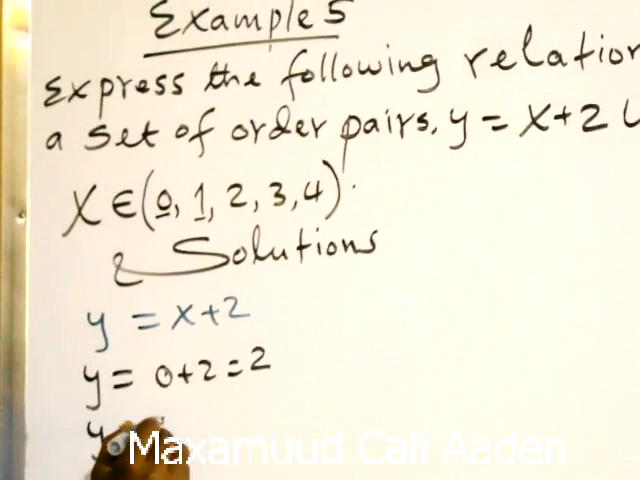 Example 5
Express the following relation
a set of order pairs. y = x+2
X ∈ (0, 1, 2, 3, 4).
Solutions
y = x+2
y = 0+2 = 2
y
Maxamuud Cali Aaden